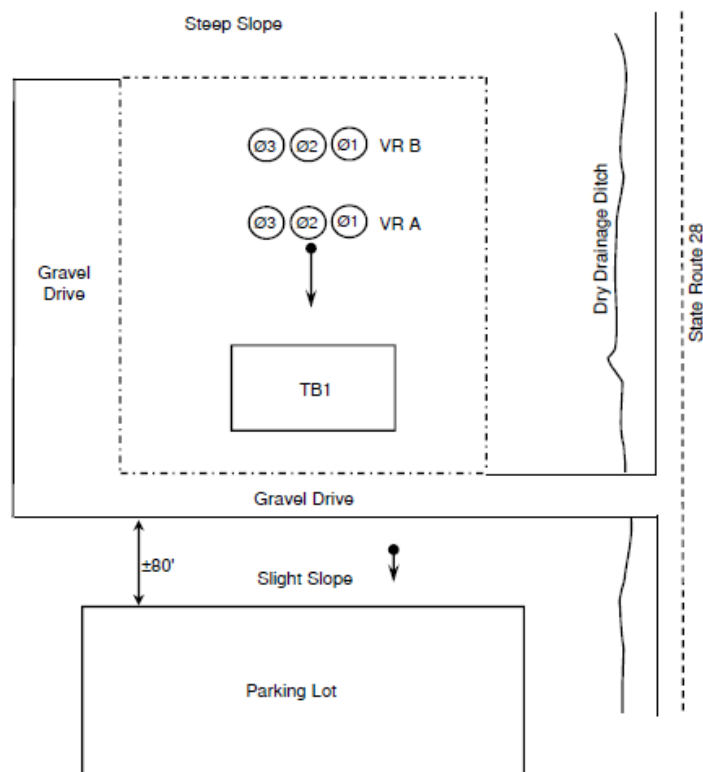 Steep Slope
Ø3 Ø2 Ø1 VR B
Ø3 Ø2 Ø1 VR A
Gravel
Drive
Dry Drainage Ditch
State Route 28
TB1
Gravel Drive
±80'
Slight Slope
Parking Lot